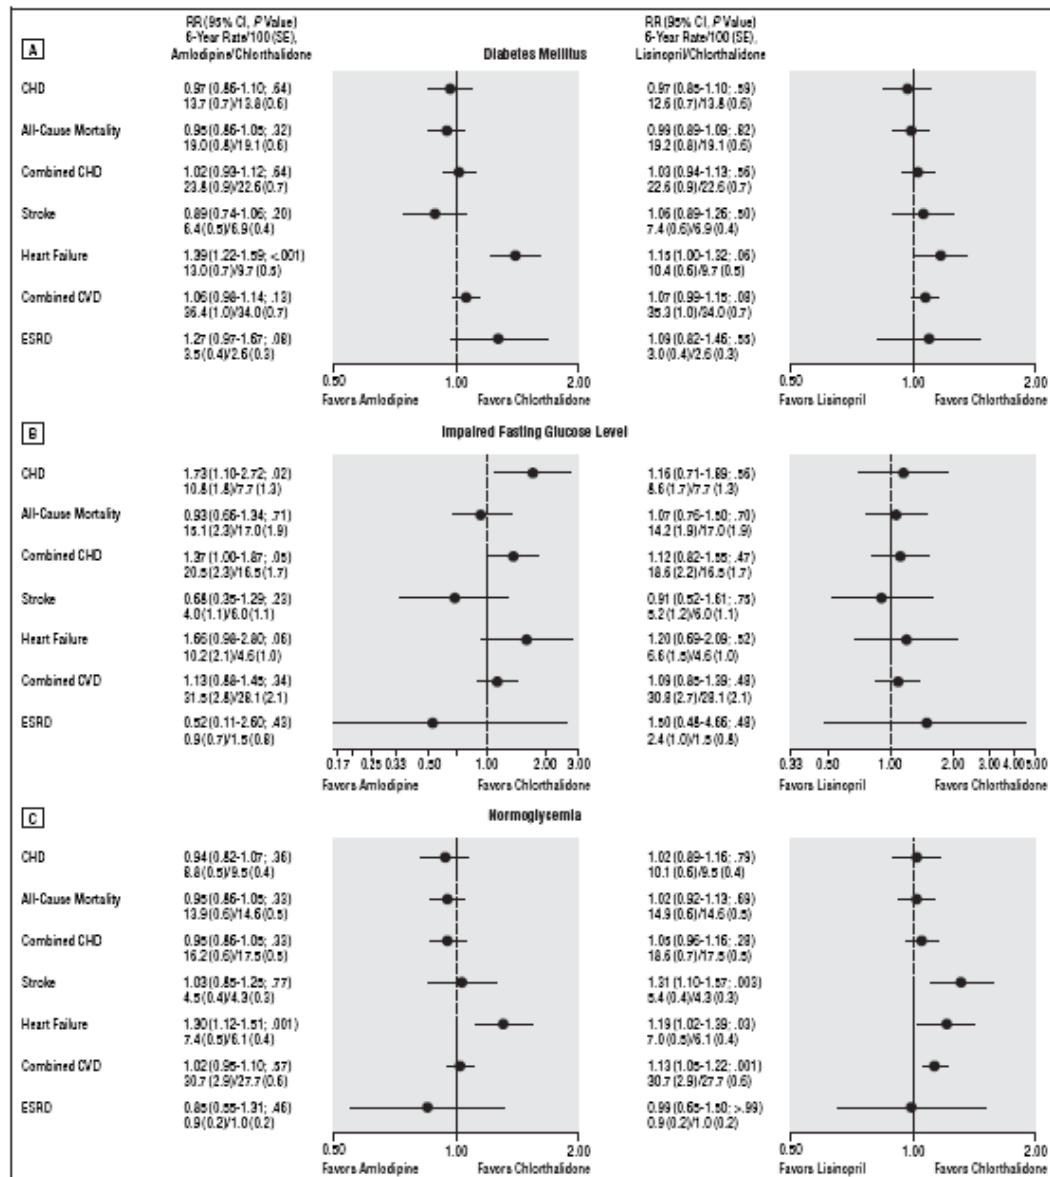 RR (95% CI, P Value)
6-Year Rate/100 (SE),
Amlodipine/Chlorthalidone
RR (95% CI, P Value)
6-Year Rate/100 (SE),
Lisinopril/Chlorthalidone
A
Diabetes Mellitus
CHD
0.97 (0.86-1.10; .64)
13.7 (0.7)/13.8 (0.6)
0.97 (0.85-1.10; .59)
12.6 (0.7)/13.8 (0.6)
All-Cause Mortality
0.95 (0.86-1.05; .32)
19.0 (0.8)/19.1 (0.6)
0.99 (0.89-1.09; .82)
19.2 (0.8)/19.1 (0.6)
Combined CHD
1.02 (0.93-1.12; .64)
23.8 (0.9)/22.6 (0.7)
1.03 (0.94-1.13; .56)
22.6 (0.9)/22.6 (0.7)
Stroke
0.89 (0.74-1.06; .20)
6.4 (0.5)/6.9 (0.4)
1.06 (0.89-1.26; .50)
7.4 (0.6)/6.9 (0.4)
Heart Failure
1.39 (1.22-1.59; <.001)
13.0 (0.7)/9.7 (0.5)
1.15 (1.00-1.32; .06)
10.4 (0.6)/9.7 (0.5)
Combined CVD
1.06 (0.98-1.14; .13)
36.4 (1.0)/34.0 (0.7)
1.07 (0.99-1.15; .08)
35.3 (1.0)/34.0 (0.7)
ESRD
1.27 (0.97-1.67; .08)
3.5 (0.4)/2.6 (0.3)
1.09 (0.82-1.46; .55)
3.0 (0.4)/2.6 (0.3)
0.50 1.00 2.00
Favors Amlodipine Favors Chlorthalidone
0.50 1.00 2.00
Favors Lisinopril Favors Chlorthalidone
B
Impaired Fasting Glucose Level
CHD
1.73 (1.10-2.72; .02)
10.8 (1.8)/7.7 (1.3)
1.16 (0.71-1.89; .56)
8.6 (1.7)/7.7 (1.3)
All-Cause Mortality
0.93 (0.66-1.34; .71)
15.1 (2.3)/17.0 (1.9)
1.07 (0.76-1.50; .70)
14.2 (1.9)/17.0 (1.9)
Combined CHD
1.37 (1.00-1.87; .05)
20.5 (2.3)/16.5 (1.7)
1.12 (0.82-1.55; .47)
18.6 (2.2)/16.5 (1.7)
Stroke
0.68 (0.35-1.29; .23)
4.0 (1.1)/6.0 (1.1)
0.91 (0.52-1.61; .75)
5.2 (1.2)/6.0 (1.1)
Heart Failure
1.66 (0.98-2.80; .06)
10.2 (2.1)/4.6 (1.0)
1.20 (0.69-2.09; .52)
6.6 (1.5)/4.6 (1.0)
Combined CVD
1.13 (0.88-1.45; .34)
31.5 (2.8)/28.1 (2.1)
1.09 (0.85-1.39; .48)
30.8 (2.7)/28.1 (2.1)
ESRD
0.52 (0.11-2.60; .43)
0.9 (0.7)/1.5 (0.8)
1.50 (0.48-4.66; .48)
2.4 (1.0)/1.5 (0.8)
0.17 0.25 0.33 0.50 1.00 2.00 3.00
Favors Amlodipine Favors Chlorthalidone
0.33 0.50 1.00 2.00 3.00 4.00 5.00
Favors Lisinopril Favors Chlorthalidone
C
Normoglycemia
CHD
0.94 (0.82-1.07; .36)
8.8 (0.5)/9.5 (0.4)
1.02 (0.89-1.16; .79)
10.1 (0.6)/9.5 (0.4)
All-Cause Mortality
0.95 (0.86-1.05; .33)
13.9 (0.6)/14.6 (0.5)
1.02 (0.92-1.13; .69)
14.9 (0.6)/14.6 (0.5)
Combined CHD
0.95 (0.86-1.05; .33)
16.2 (0.6)/17.5 (0.5)
1.05 (0.96-1.16; .28)
18.6 (0.7)/17.5 (0.5)
Stroke
1.03 (0.85-1.25; .77)
4.5 (0.4)/4.3 (0.3)
1.31 (1.10-1.57; .003)
5.4 (0.4)/4.3 (0.3)
Heart Failure
1.30 (1.12-1.51; .001)
7.4 (0.5)/6.1 (0.4)
1.19 (1.02-1.39; .03)
7.0 (0.5)/6.1 (0.4)
Combined CVD
1.02 (0.95-1.10; .57)
30.7 (2.9)/27.7 (0.6)
1.13 (1.05-1.22; .001)
30.7 (2.9)/27.7 (0.6)
ESRD
0.85 (0.55-1.31; .46)
0.9 (0.2)/1.0 (0.2)
0.99 (0.65-1.50; >.99)
0.9 (0.2)/1.0 (0.2)
0.50 1.00 2.00
Favors Amlodipine Favors Chlorthalidone
0.50 1.00 2.00
Favors Lisinopril Favors Chlorthalidone